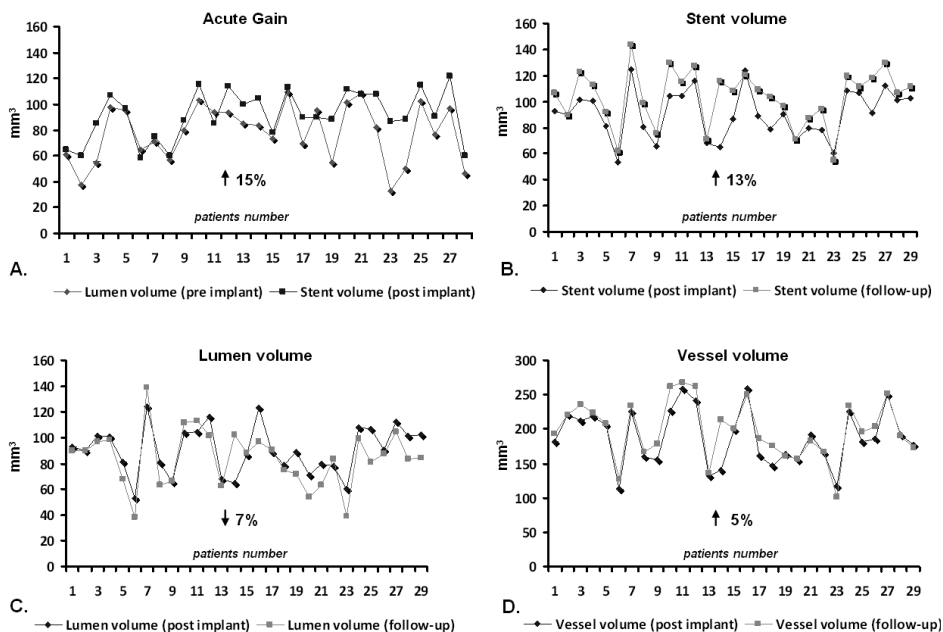 Acute Gain
mm³
160
140
120
100
80
60
40
20
0
↑ 15%
patients number
1 3 5 7 9 11 13 15 17 19 21 23 25 27
A.
Lumen volume (pre implant) Stent volume (post implant)
Stent volume
mm³
160
140
120
100
80
60
40
20
0
↑ 13%
patients number
1 3 5 7 9 11 13 15 17 19 21 23 25 27 29
B.
Stent volume (post implant) Stent volume (follow-up)
Lumen volume
mm³
160
140
120
100
80
60
40
20
0
↓ 7%
patients number
1 3 5 7 9 11 13 15 17 19 21 23 25 27 29
C.
Lumen volume (post implant) Lumen volume (follow-up)
Vessel volume
mm³
300
250
200
150
100
50
0
↑ 5%
patients number
1 3 5 7 9 11 13 15 17 19 21 23 25 27 29
D.
Vessel volume (post implant) Vessel volume (follow-up)